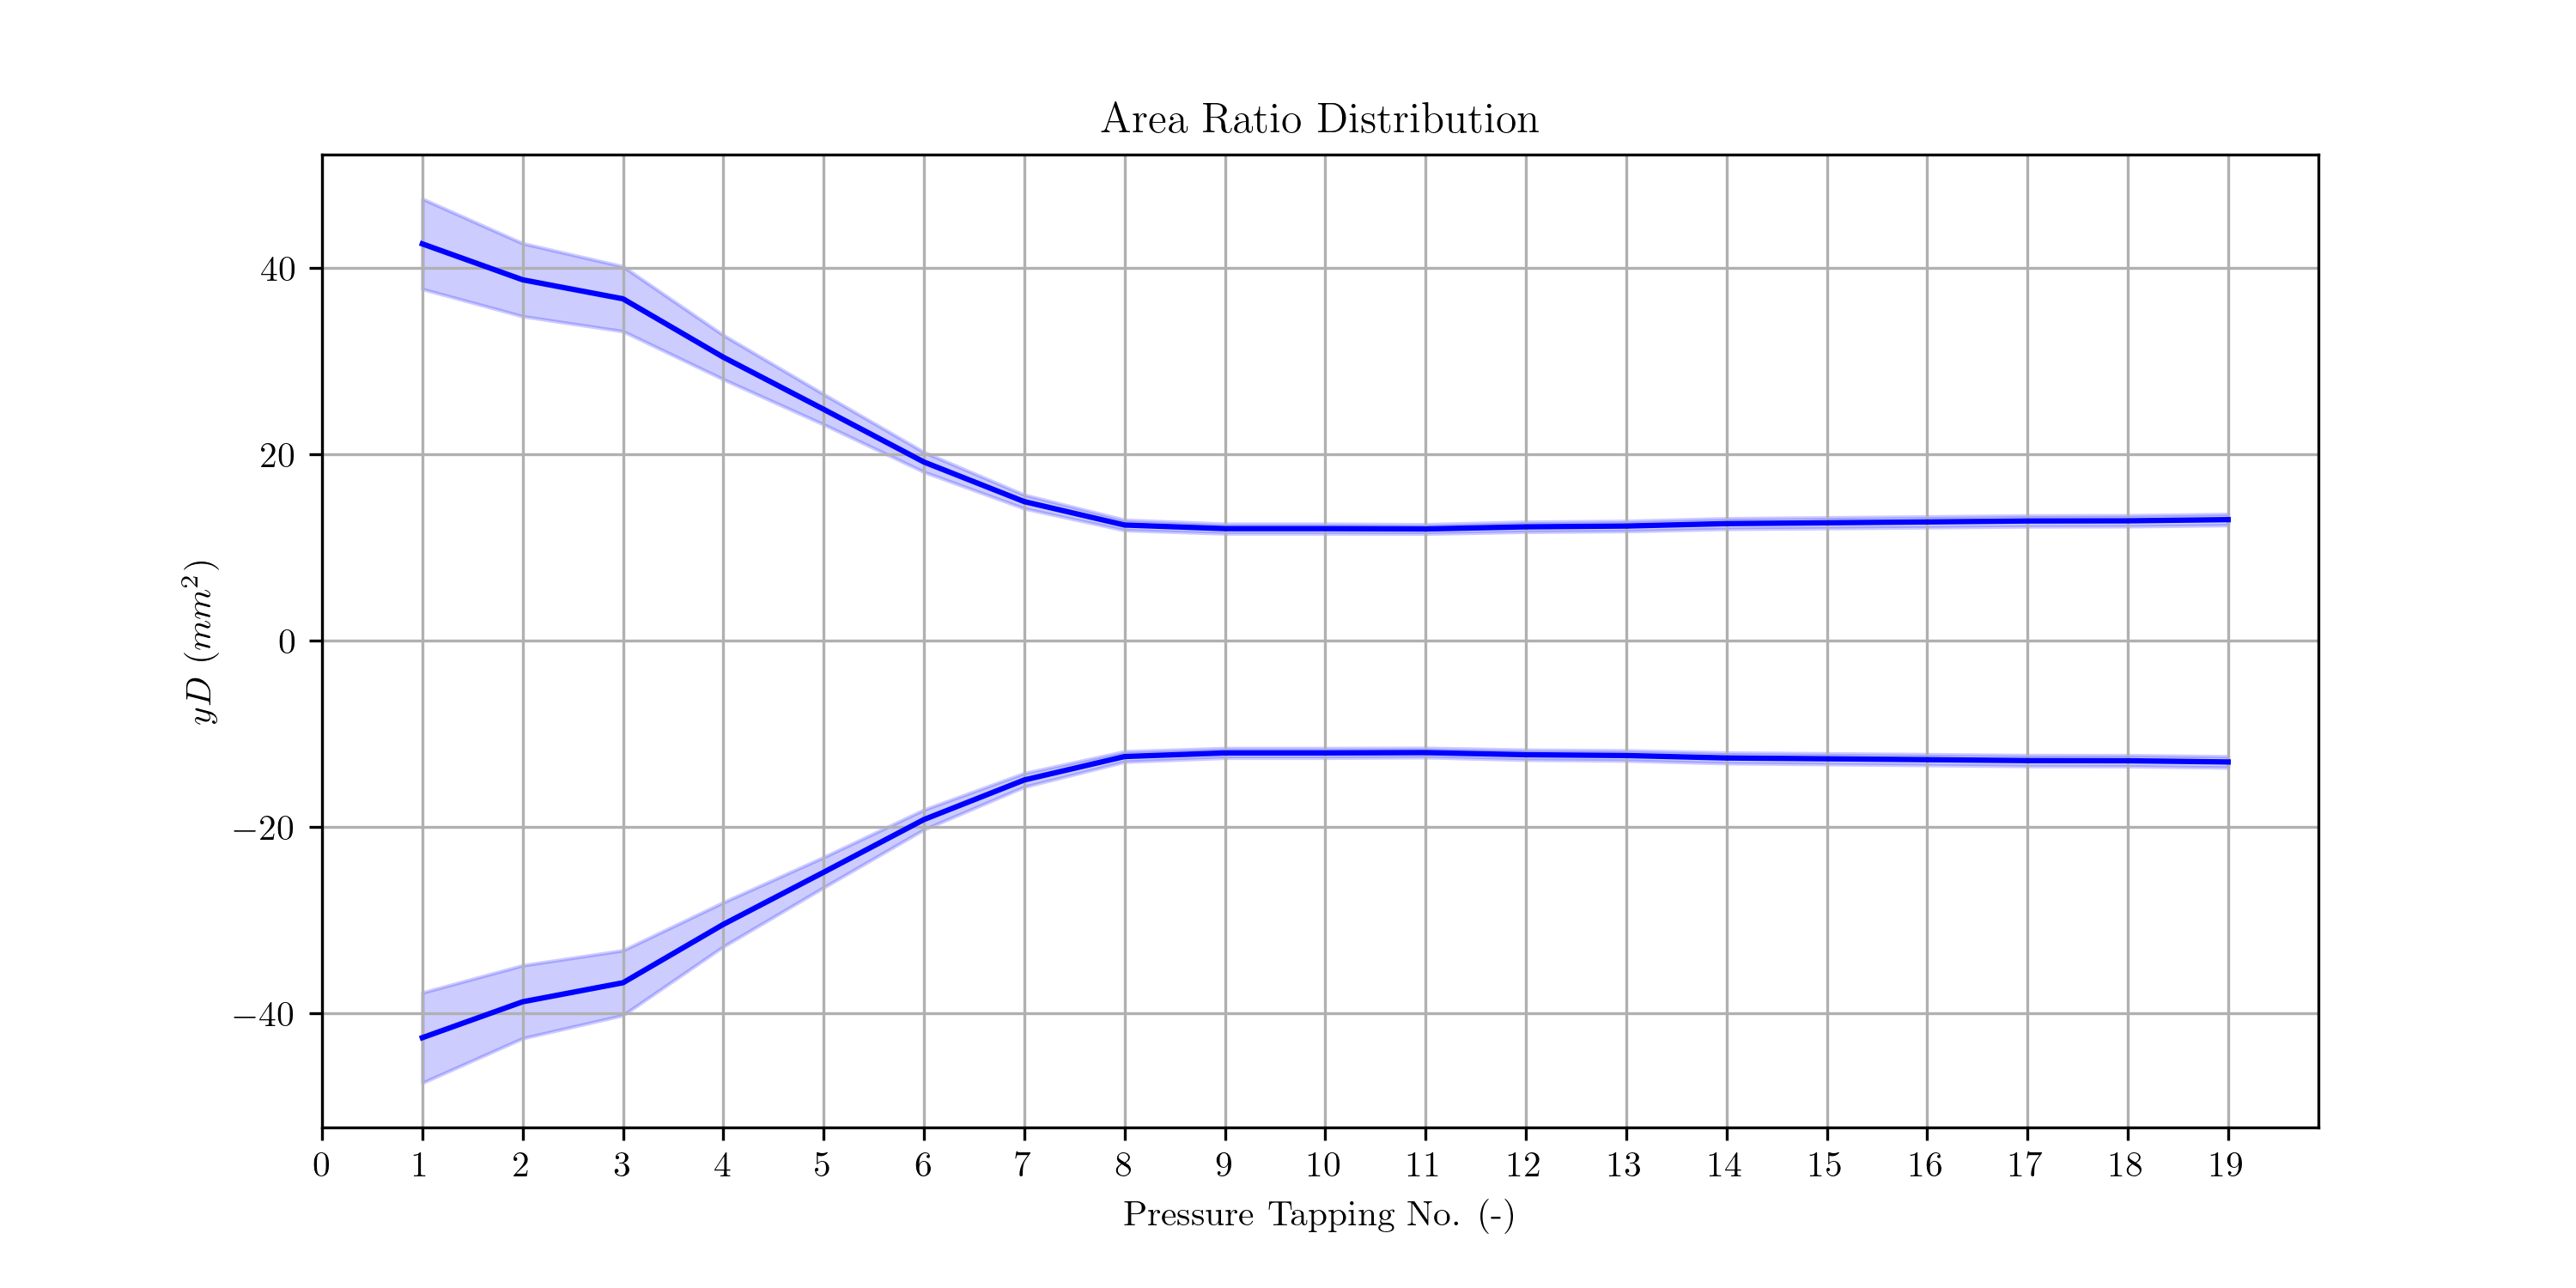 Area Ratio Distribution
yD (mm²)
40
20
0
−20
−40
0 1 2 3 4 5 6 7 8 9 10 11 12 13 14 15 16 17 18 19
Pressure Tapping No. (-)